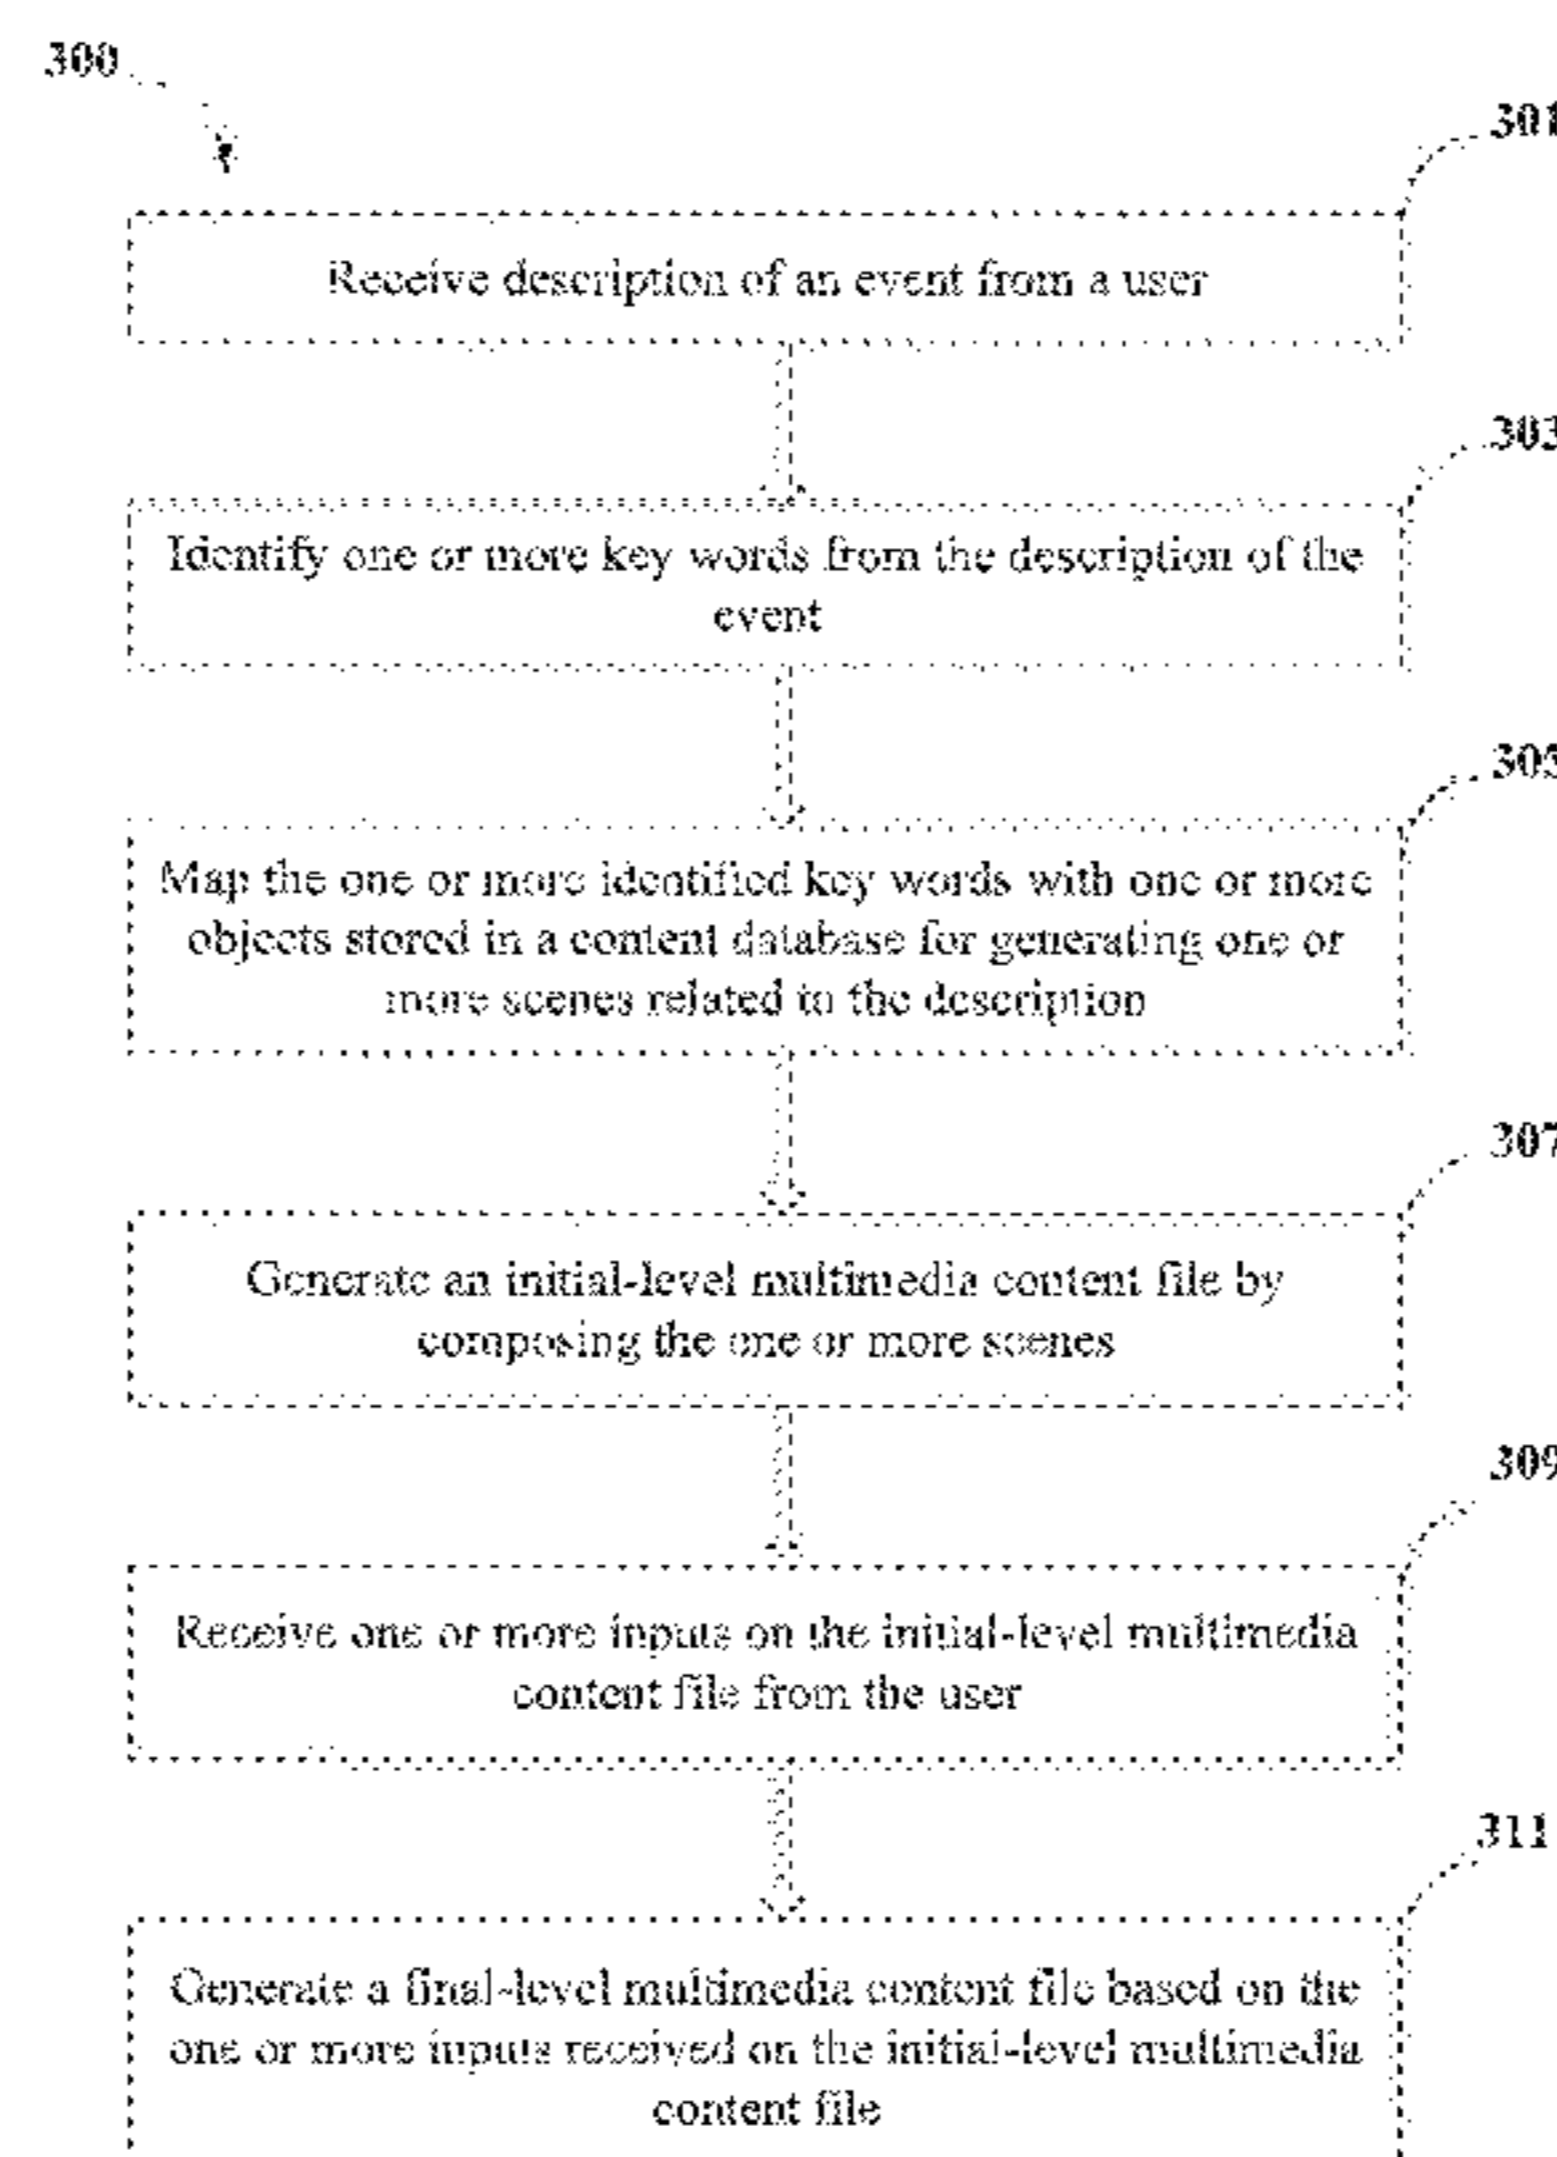 300
301
Receive description of an event from a user
303
Identify one or more key words from the description of the
event
305
Map the one or more identified key words with one or more
objects stored in a content database for generating one or
more scenes related to the description
307
Generate an initial-level multimedia content file by
composing the one or more scenes
309
Receive one or more inputs on the initial-level multimedia
content file from the user
311
Generate a final-level multimedia content file based on the
one or more inputs received on the initial-level multimedia
content file